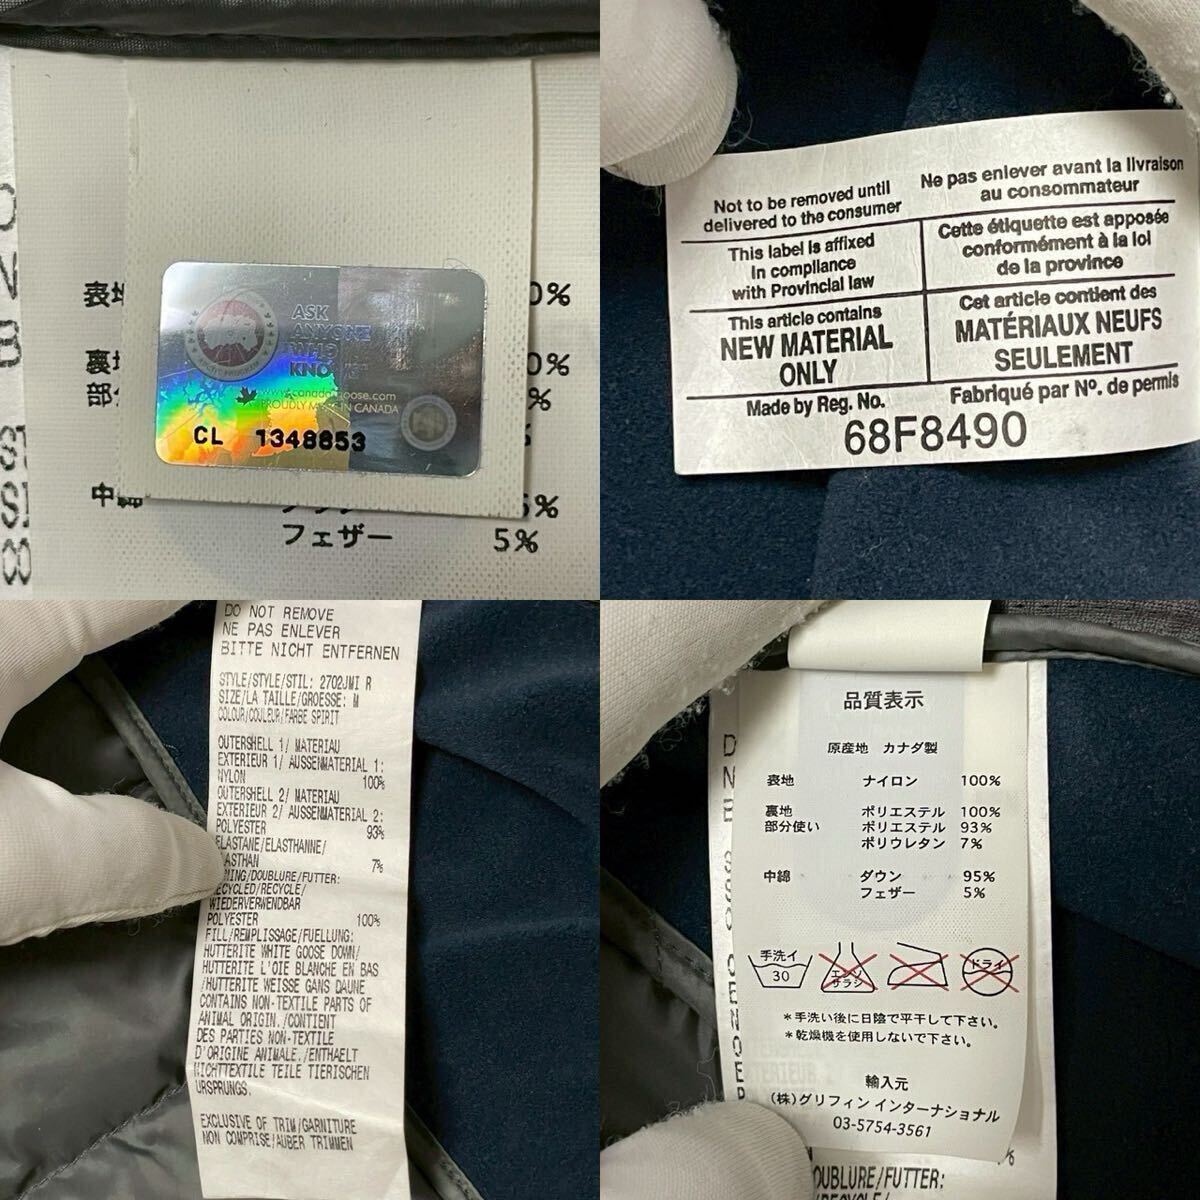 表地
0%
裏地
0%
部分
%
中綿
5%
フェザー 5%
ASK
ANYONE
WHO
KNOWS
www.canadagoose.com
PROUDLY MADE IN CANADA
CL 1348853
Not to be removed until
delivered to the consumer
Ne pas enlever avant la livraison
au consommateur
This label is affixed
in compliance
with Provincial law
Cette étiquette est apposée
conformément à la loi
de la province
This article contains
NEW MATERIAL
ONLY
Cet article contient des
MATÉRIAUX NEUFS
SEULEMENT
Made by Reg. No.
Fabriqué par Nº. de permis
68F8490
DO NOT REMOVE
NE PAS ENLEVER
BITTE NICHT ENTFERNEN
STYLE/STYLE/STIL: 2702JMI R
SIZE/LA TAILLE/GROESSE: M
COLOUR/COULEUR/FARBE SPIRIT
OUTERSHELL 1/ MATERIAU
EXTERIEUR 1/ AUSSENMATERIAL 1:
NYLON 100%
OUTERSHELL 2/ MATERIAU
EXTERIEUR 2/ AUSSENMATERIAL 2:
POLYESTER 93%
ELASTANE/ELASTHANNE/
ASTHAN 7%
NING/DOUBLURE/FUTTER:
RECYCLED/RECYCLE/
WIEDERVERWENDBAR
POLYESTER 100%
FILL/REMPLISSAGE/FUELLUNG:
HUTTERITE WHITE GOOSE DOWN/
HUTTERITE L'OIE BLANCHE EN BAS
/HUTTERITE WEISSE GANS DAUNE
CONTAINS NON-TEXTILE PARTS OF
ANIMAL ORIGIN./CONTIENT
DES PARTIES NON-TEXTILE
D'ORIGINE ANIMALE./ENTHAELT
NICHTTEXTILE TEILE TIERISCHEN
URSPRUNGS.
EXCLUSIVE OF TRIM/GARNITURE
NON COMPRISE/AUBER TRIMMEN
品質表示
原産地 カナダ製
表地 ナイロン 100%
裏地 ポリエステル 100%
部分使い ポリエステル 93%
ポリウレタン 7%
中綿 ダウン 95%
フェザー 5%
手洗イ
30
エンソ
サラシ
ドライ
*手洗い後に日陰で平干して下さい。
*乾燥機を使用しないで下さい。
輸入元
(株)グリフィン インターナショナル
03-5754-3561
OUBLURE/FUTTER: